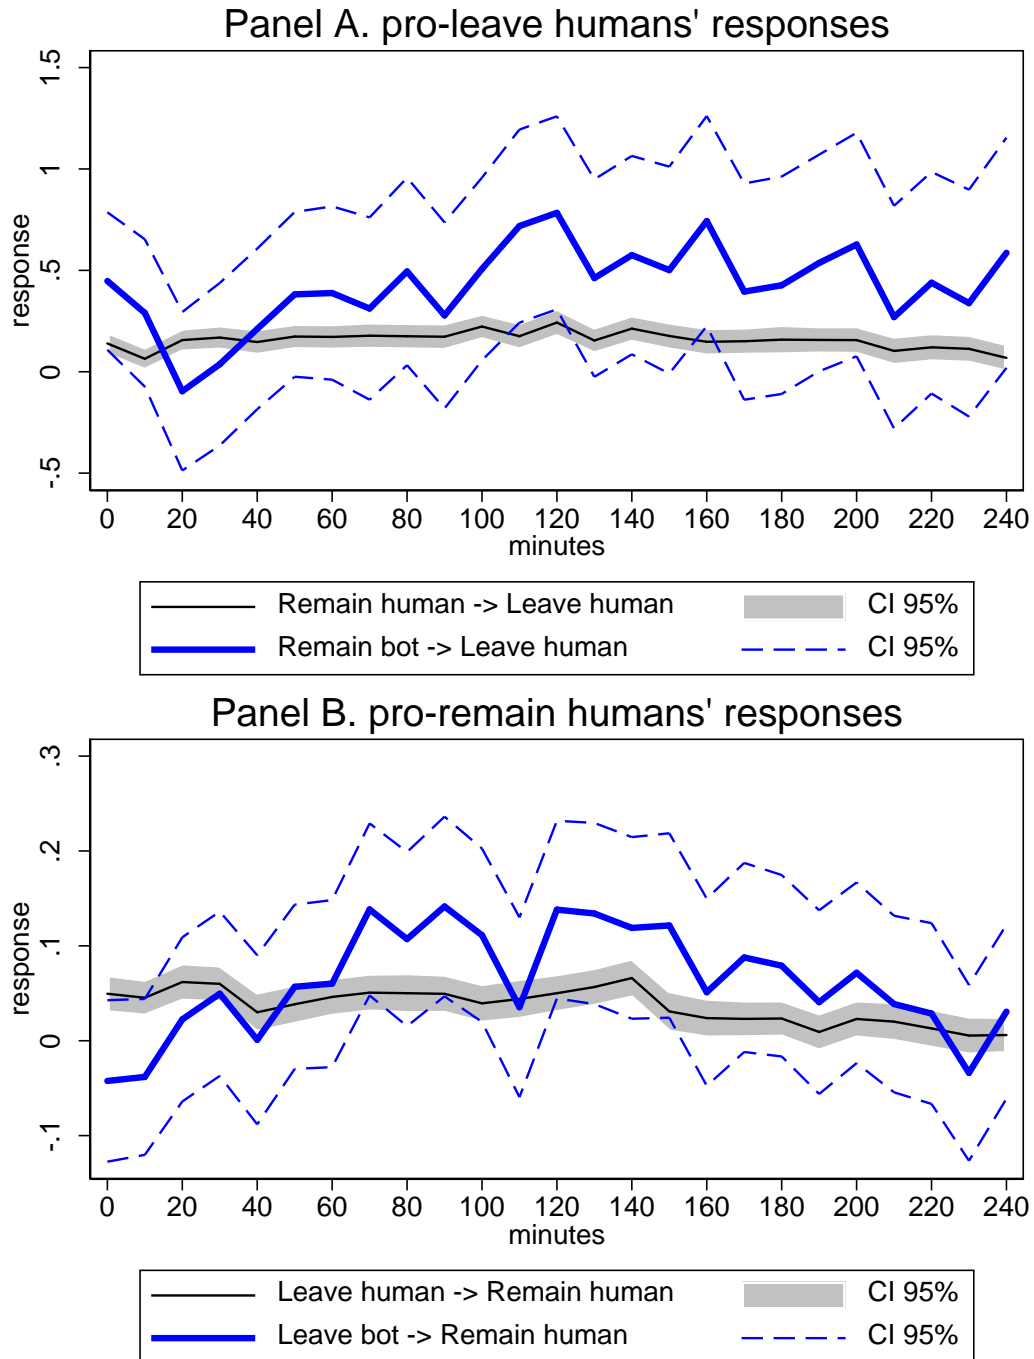 Panel A. pro-leave humans' responses
1.5
1
.5
0
-.5
response
0 20 40 60 80 100 120 140 160 180 200 220 240
minutes
Remain human -> Leave human CI 95%
Remain bot -> Leave human CI 95%
Panel B. pro-remain humans' responses
.3
.2
.1
0
-.1
response
0 20 40 60 80 100 120 140 160 180 200 220 240
minutes
Leave human -> Remain human CI 95%
Leave bot -> Remain human CI 95%